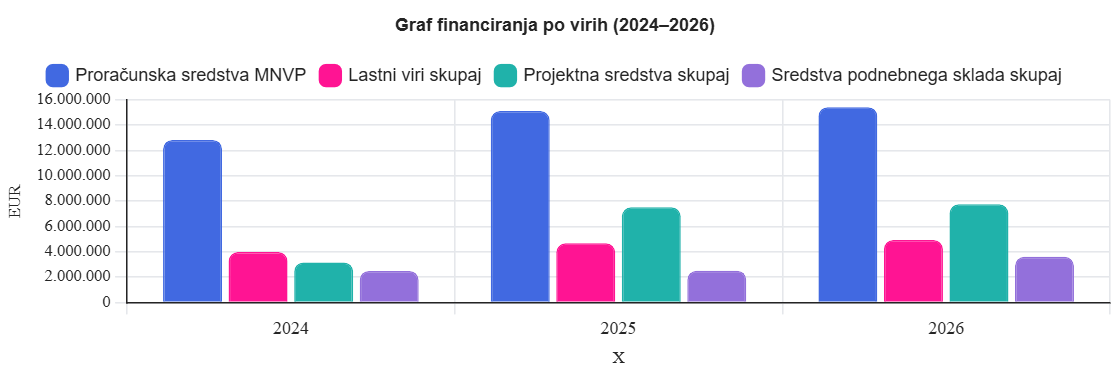 Graf financiranja po virih (2024–2026)
Proračunska sredstva MNVP Lastni viri skupaj Projektna sredstva skupaj Sredstva podnebnega sklada skupaj
16.000.000
14.000.000
12.000.000
10.000.000
8.000.000
6.000.000
4.000.000
2.000.000
0
EUR
2024 2025 2026
X